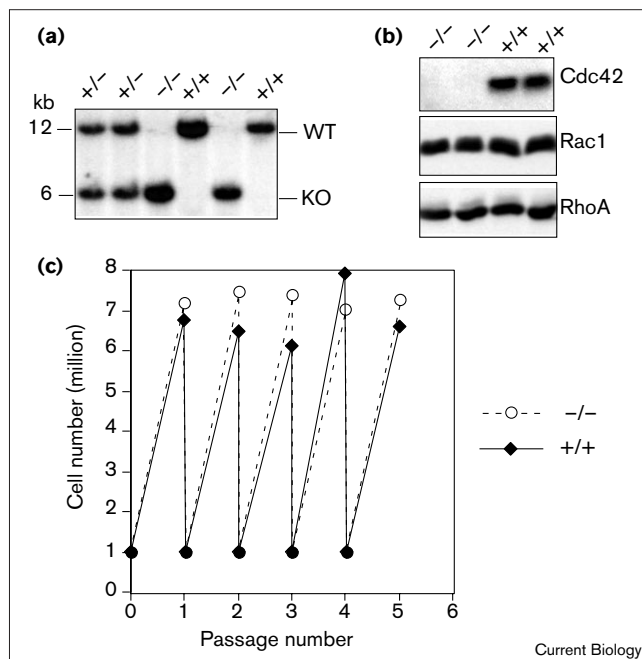 (a)
+/− +/− −/− +/+ −/− +/+
kb
12
WT
6
KO
(b)
−/− −/− +/+ +/+
Cdc42
Rac1
RhoA
(c)
8
7
6
5
4
3
2
1
0
Cell number (million)
0 1 2 3 4 5 6
Passage number
−/−
+/+
Current Biology